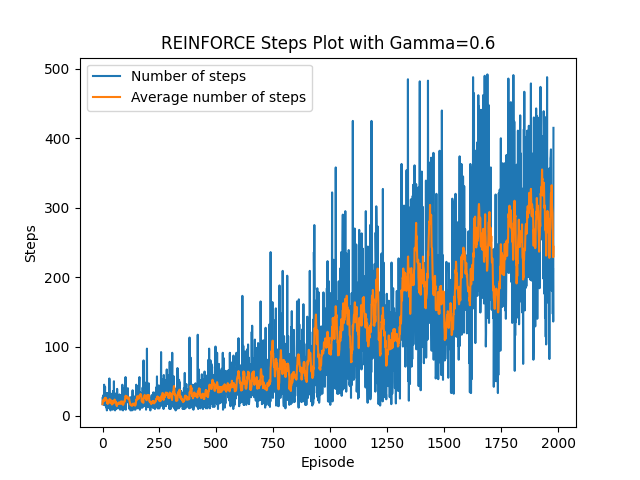 REINFORCE Steps Plot with Gamma=0.6
Number of steps
Average number of steps
500
400
300
200
100
0
Steps
0 250 500 750 1000 1250 1500 1750 2000
Episode